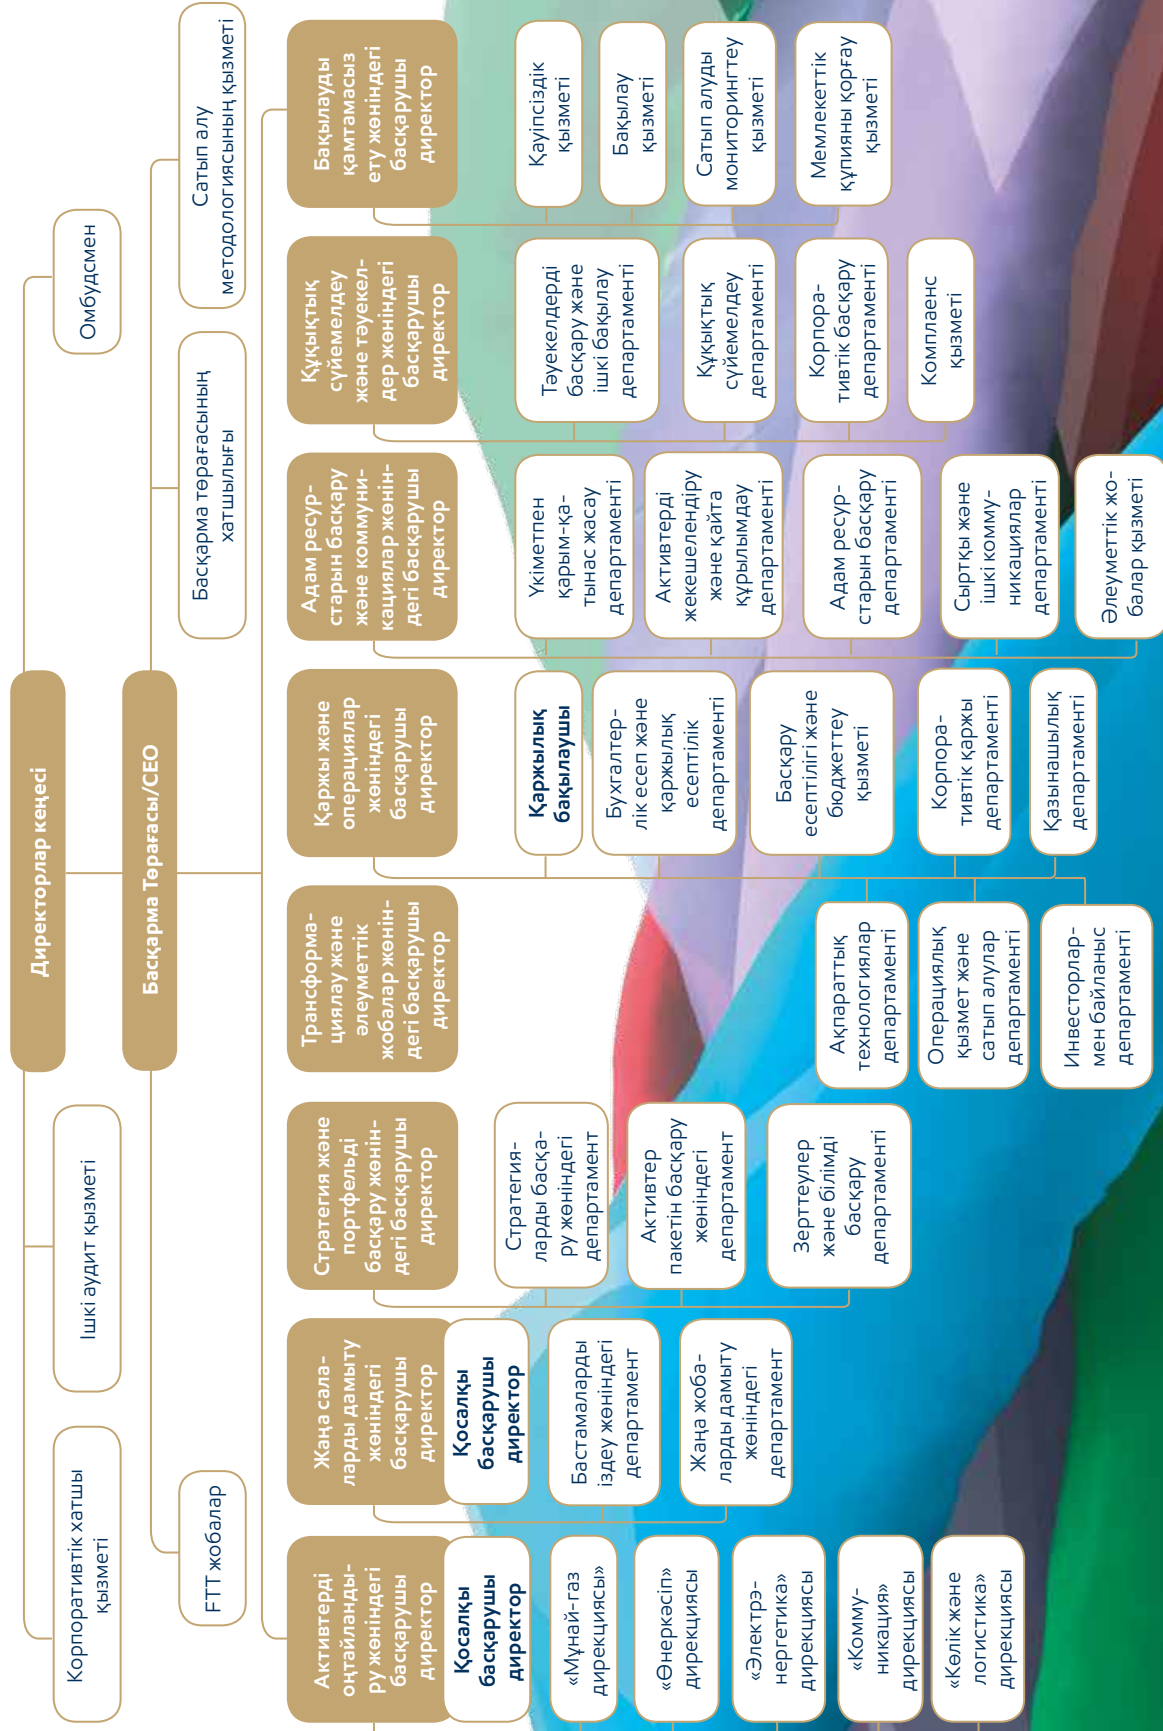 Директорлар кеңесі
Корпоративтік хатшы
қызметі
Ішкі аудит қызметі
Омбудсмен
Басқарма Төрағасы/CEO
FTT жобалар
Басқарма төрағасының
хатшылығы
Сатып алу
методологиясының қызметі
Активтерді
оңтайланды-
ру жөніндегі
басқарушы
директор
Қосалқы
басқарушы
директор
«Мұнай-газ
дирекциясы»
«Өнеркәсіп»
дирекциясы
«Электрэ-
нергетика»
дирекциясы
«Комму-
никация»
дирекциясы
«Көлік және
логистика»
дирекциясы
Жаңа сала-
ларды дамыту
жөніндегі
басқарушы
директор
Қосалқы
басқарушы
директор
Бастамаларды
іздеу жөніндегі
департамент
Жаңа жоба-
ларды дамыту
жөніндегі
департамент
Стратегия және
портфельді
басқару жөнін-
дегі басқарушы
директор
Стратегия-
ларды басқа-
ру жөніндегі
департамент
Активтер
пакетін басқару
жөніндегі
департамент
Зерттеулер
және білімді
басқару
департаменті
Трансформа-
циялау және
әлеуметтік
жобалар жөнін-
дегі басқарушы
директор
Қаржы және
операциялар
жөніндегі
басқарушы
директор
Қаржылық
бақылаушы
Бухгалтер-
лік есеп және
қаржылық
есептілік
департаменті
Басқару
есептілігі және
бюджеттеу
қызметі
Корпора-
тивтік қаржы
департаменті
Қазынашылық
департаменті
Ақпараттық
технологиялар
департаменті
Операциялық
қызмет және
сатып алулар
департаменті
Инвесторлар-
мен байланыс
департаменті
Адам ресур-
старын басқару
және коммуни-
кациялар жөнін-
дегі басқарушы
директор
Үкіметпен
қарым-қа-
тынас жасау
департаменті
Активтерді
жекешелендіру
және қайта
құрылымдау
департаменті
Адам ресур-
старын басқару
департаменті
Сыртқы және
ішкі комму-
никациялар
департаменті
Әлеуметтік жо-
балар қызметі
Құқықтық
сүйемелдеу
және тәуекел-
дер жөніндегі
басқарушы
директор
Тәуекелдерді
басқару және
ішкі бақылау
департаменті
Құқықтық
сүйемелдеу
департаменті
Корпора-
тивтік басқару
департаменті
Комплаенс
қызметі
Бақылауды
қамтамасыз
ету жөніндегі
басқарушы
директор
Қауіпсіздік
қызметі
Бақылау
қызметі
Сатып алуды
мониторингтеу
қызметі
Мемлекеттік
құпияны қорғау
қызметі